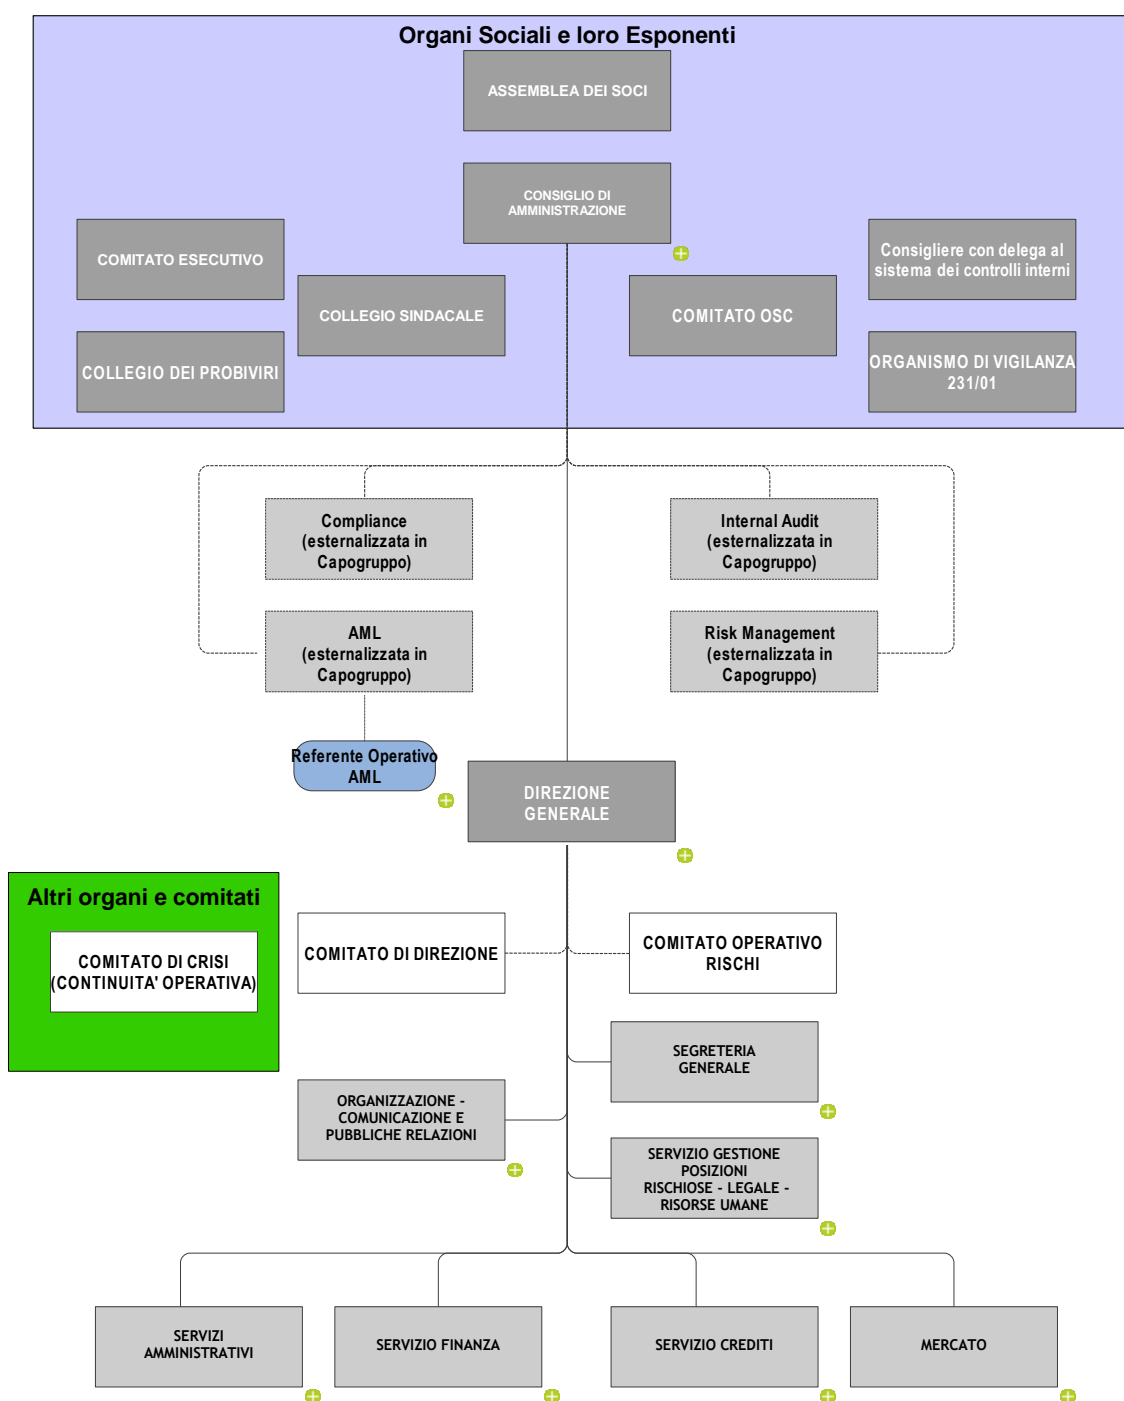 Organi Sociali e loro Esponenti
ASSEMBLEA DEI SOCI
CONSIGLIO DI
AMMINISTRAZIONE
COMITATO ESECUTIVO
Consigliere con delega al
sistema dei controlli interni
COLLEGIO SINDACALE
COMITATO OSC
COLLEGIO DEI PROBIVIRI
ORGANISMO DI VIGILANZA
231/01
Compliance
(esternalizzata in
Capogruppo)
Internal Audit
(esternalizzata in
Capogruppo)
AML
(esternalizzata in
Capogruppo)
Risk Management
(esternalizzata in
Capogruppo)
Referente Operativo
AML
DIREZIONE
GENERALE
Altri organi e comitati
COMITATO DI CRISI
(CONTINUITA' OPERATIVA)
COMITATO DI DIREZIONE
COMITATO OPERATIVO
RISCHI
SEGRETERIA
GENERALE
ORGANIZZAZIONE -
COMUNICAZIONE E
PUBBLICHE RELAZIONI
SERVIZIO GESTIONE
POSIZIONI
RISCHIOSE - LEGALE -
RISORSE UMANE
SERVIZI
AMMINISTRATIVI
SERVIZIO FINANZA
SERVIZIO CREDITI
MERCATO